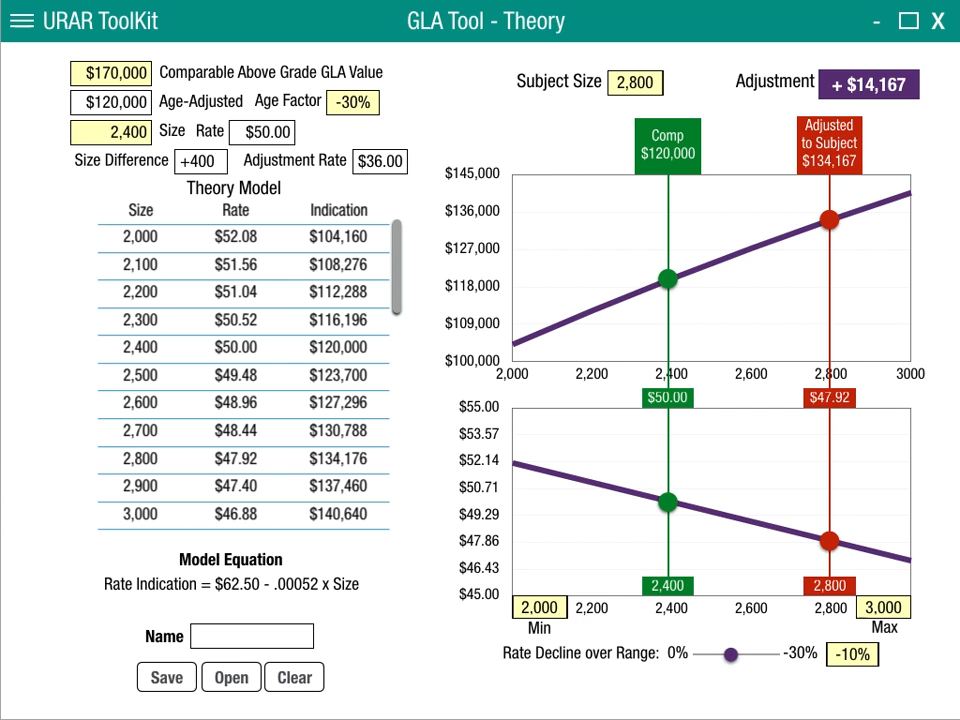 URAR ToolKit
GLA Tool - Theory
- X
$170,000 Comparable Above Grade GLA Value
$120,000 Age-Adjusted Age Factor -30%
2,400 Size Rate $50.00
Size Difference +400 Adjustment Rate $36.00
Theory Model
Size Rate Indication
2,000 $52.08 $104,160
2,100 $51.56 $108,276
2,200 $51.04 $112,288
2,300 $50.52 $116,196
2,400 $50.00 $120,000
2,500 $49.48 $123,700
2,600 $48.96 $127,296
2,700 $48.44 $130,788
2,800 $47.92 $134,176
2,900 $47.40 $137,460
3,000 $46.88 $140,640
Model Equation
Rate Indication = $62.50 - .00052 x Size
Name
Save Open Clear
Subject Size 2,800 Adjustment + $14,167
Comp
$120,000
Adjusted
to Subject
$134,167
$145,000
$136,000
$127,000
$118,000
$109,000
$100,000
2,000 2,200 2,400 2,600 2,800 3000
$50.00 $47.92
$55.00
$53.57
$52.14
$50.71
$49.29
$47.86
$46.43
$45.00
2,400 2,800
2,000 2,200 2,400 2,600 2,800 3,000
Min Max
Rate Decline over Range: 0% -30% -10%